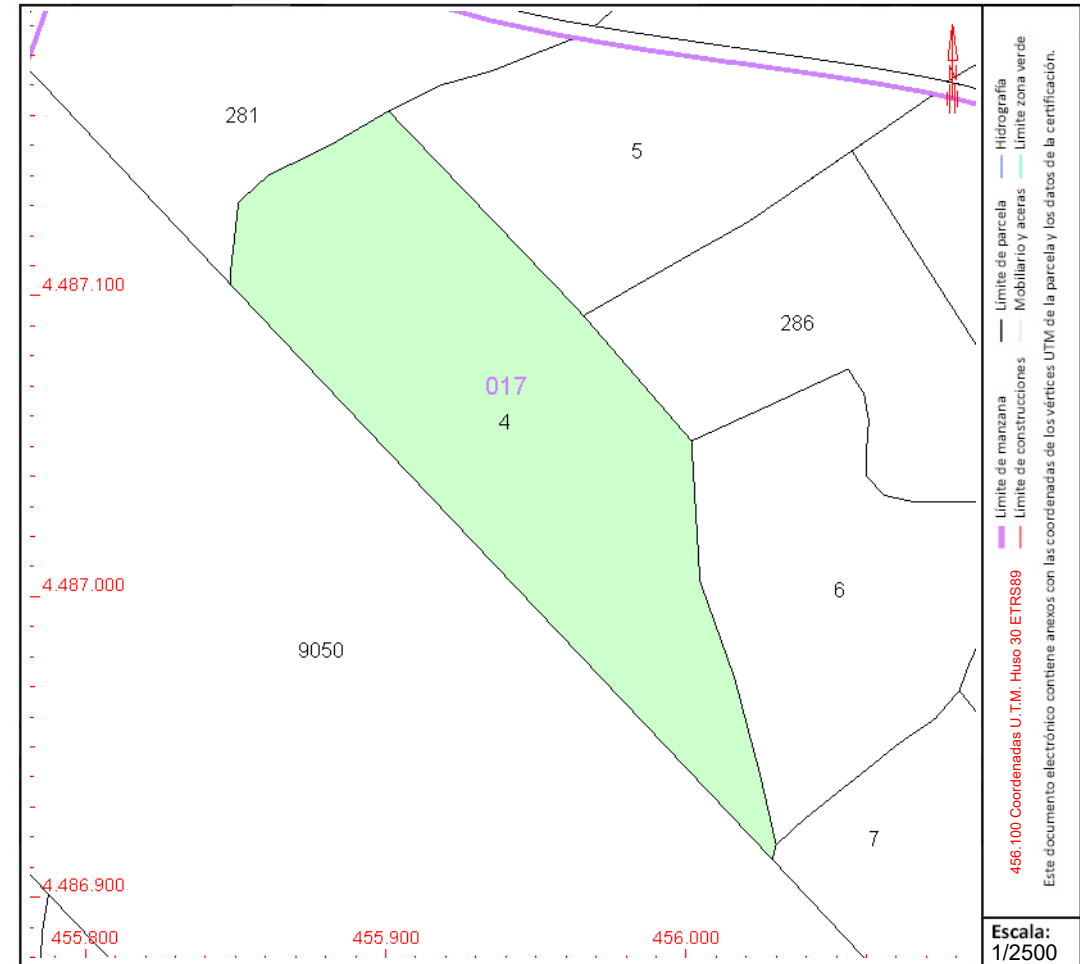 281
5
4.487.100
286
017
4
4.487.000
6
9050
7
4.486.900
455.800
455.900
456.000
456.100 Coordenadas U.T.M. Huso 30 ETRS89
Límite de manzana
Límite de parcela
Hidrografía
Límite de construcciones
Mobiliario y aceras
Límite zona verde
Este documento electrónico contiene anexos con las coordenadas de los vértices UTM de la parcela y los datos de la certificación.
Escala:
1/2500